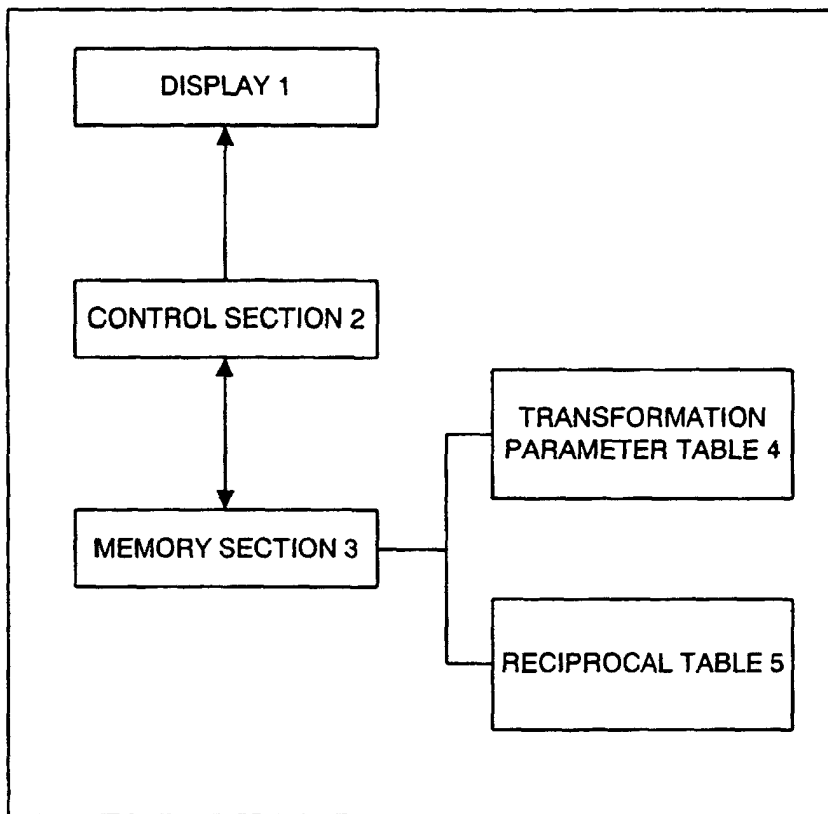 DISPLAY 1
CONTROL SECTION 2
MEMORY SECTION 3
TRANSFORMATION
PARAMETER TABLE 4
RECIPROCAL TABLE 5